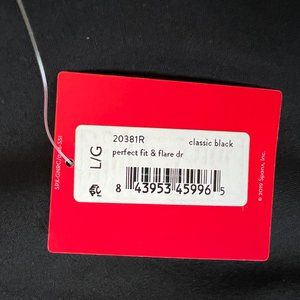 20381R classic black
perfect fit & flare dr
L/G
8 43953 45996 5
© 2019 Spanx, Inc.